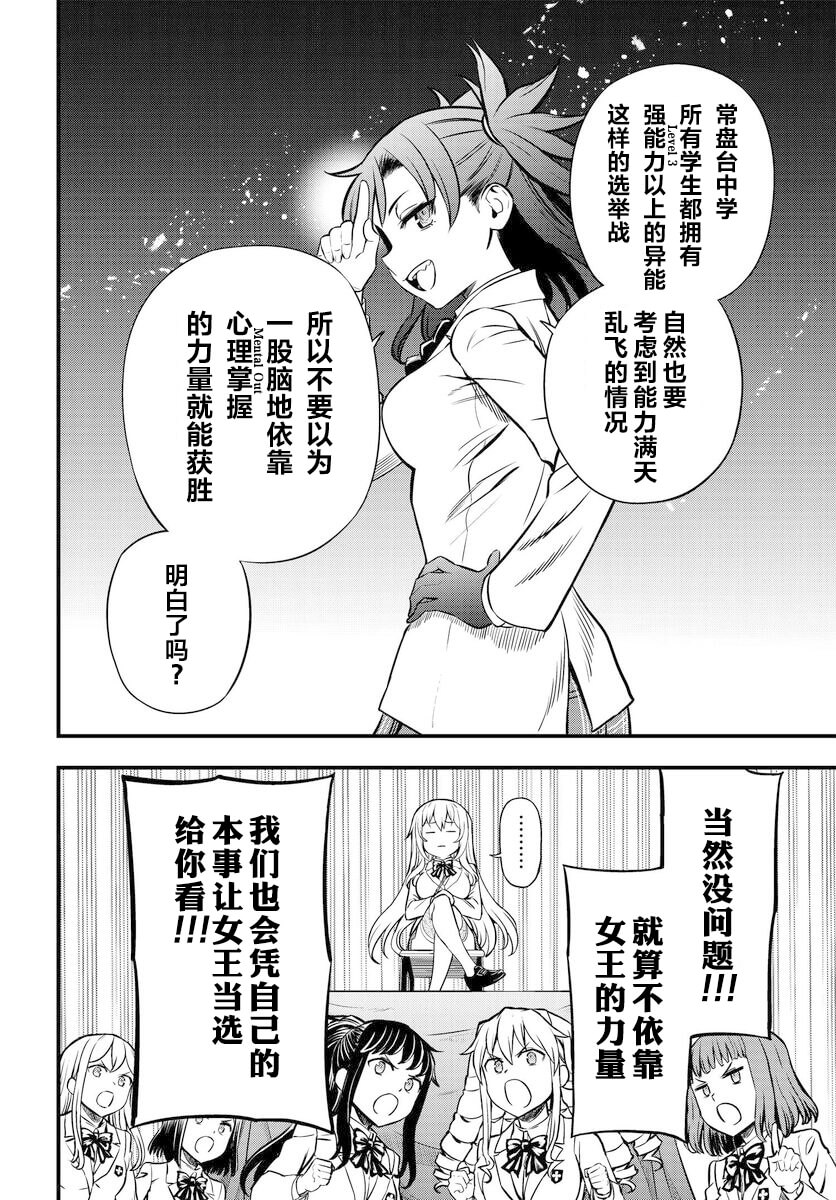 常盘台中学
所有学生都拥有
强能力以上的异能
Level 3
这样的选举战
自然也要
考虑到能力满天
乱飞的情况
所以不要以为
一股脑地依靠
心理掌握
Mental Out
的力量就能获胜
明白了吗？
当然没问题!!!
就算不依靠
女王的力量
………
我们也会凭自己的
本事让女王当选
给你看!!!